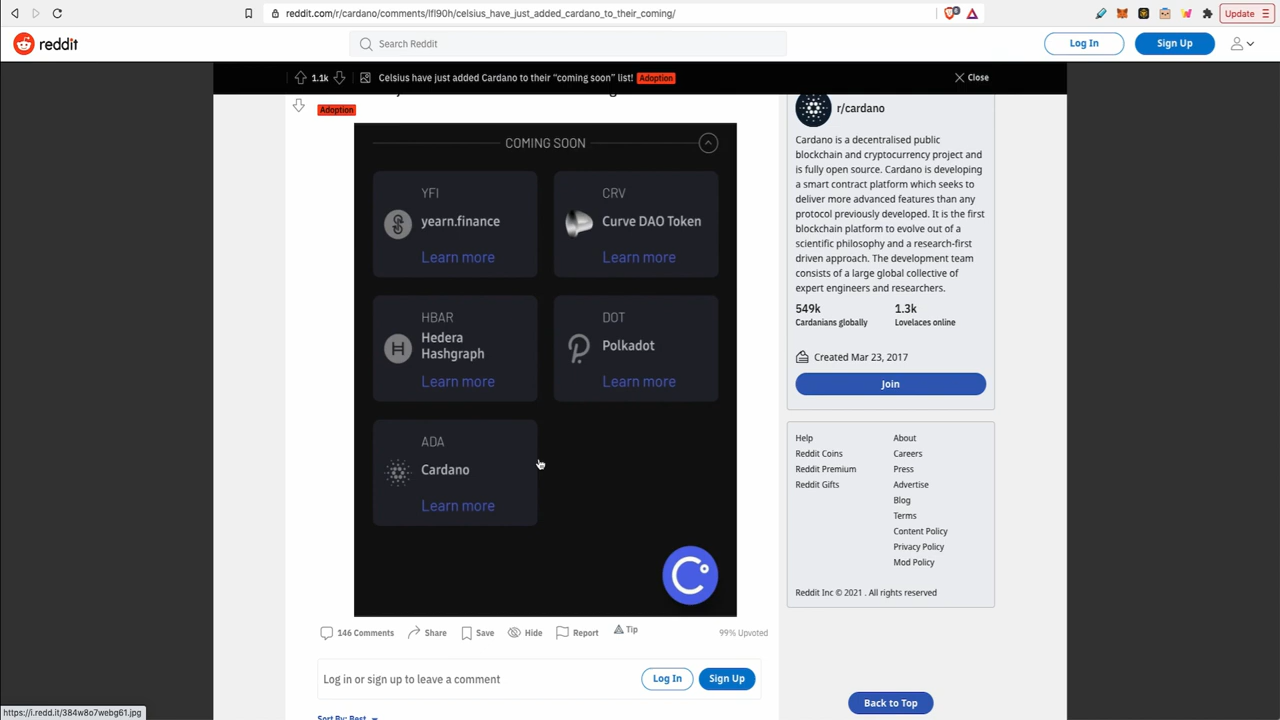 reddit.com/r/cardano/comments/lfl90h/celsius_have_just_added_cardano_to_their_coming/
Update
reddit
Search Reddit
Log In
Sign Up
1.1k
Celsius have just added Cardano to their "coming soon" list!
Adoption
Close
Adoption
COMING SOON
YFI
yearn.finance
Learn more
CRV
Curve DAO Token
Learn more
HBAR
Hedera
Hashgraph
Learn more
DOT
Polkadot
Learn more
ADA
Cardano
Learn more
146 Comments
Share
Save
Hide
Report
Tip
99% Upvoted
Log in or sign up to leave a comment
Log In
Sign Up
Sort By: Best
r/cardano
Cardano is a decentralised public
blockchain and cryptocurrency project and
is fully open source. Cardano is developing
a smart contract platform which seeks to
deliver more advanced features than any
protocol previously developed. It is the first
blockchain platform to evolve out of a
scientific philosophy and a research-first
driven approach. The development team
consists of a large global collective of
expert engineers and researchers.
549k
Cardanians globally
1.3k
Lovelaces online
Created Mar 23, 2017
Join
Help
Reddit Coins
Reddit Premium
Reddit Gifts
About
Careers
Press
Advertise
Blog
Terms
Content Policy
Privacy Policy
Mod Policy
Reddit Inc © 2021 . All rights reserved
Back to Top
https://i.redd.it/384w8o7webg61.jpg